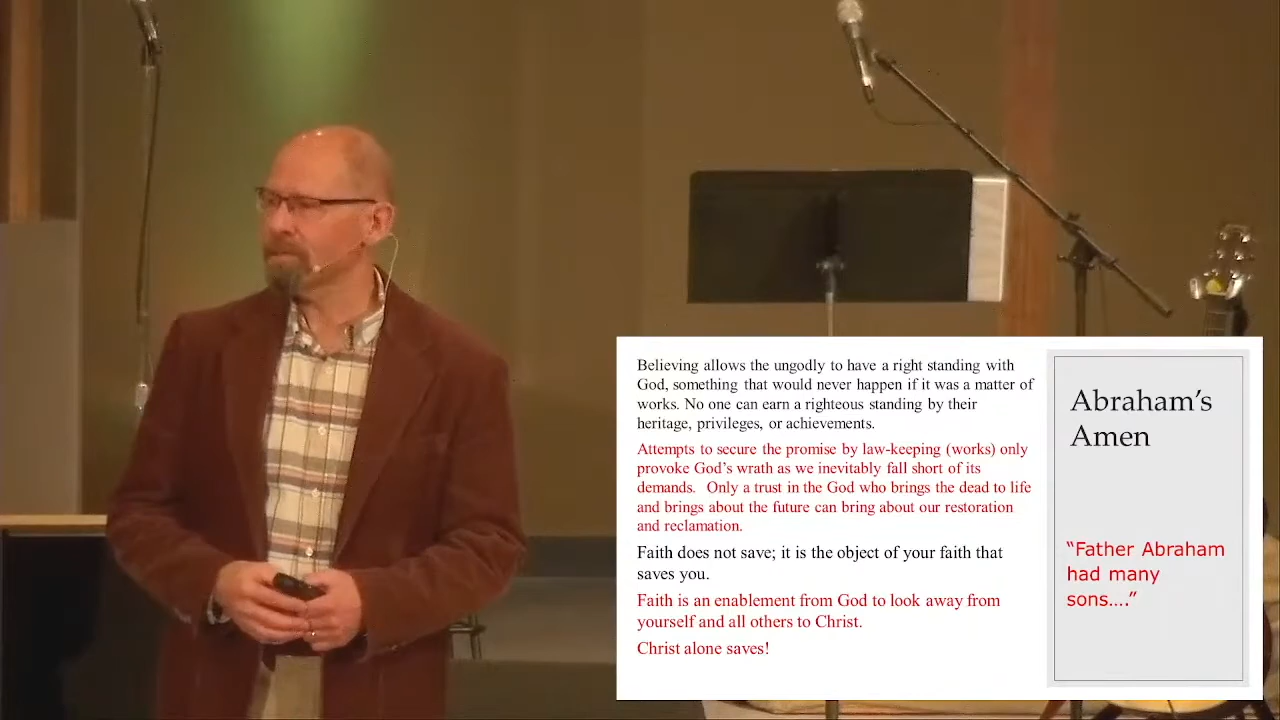 Believing allows the ungodly to have a right standing with
God, something that would never happen if it was a matter of
works. No one can earn a righteous standing by their
heritage, privileges, or achievements.
Attempts to secure the promise by law-keeping (works) only
provoke God’s wrath as we inevitably fall short of its
demands.  Only a trust in the God who brings the dead to life
and brings about the future can bring about our restoration
and reclamation.
Faith does not save; it is the object of your faith that
saves you.
Faith is an enablement from God to look away from
yourself and all others to Christ.
Christ alone saves!
Abraham’s
Amen
“Father Abraham
had many
sons....”